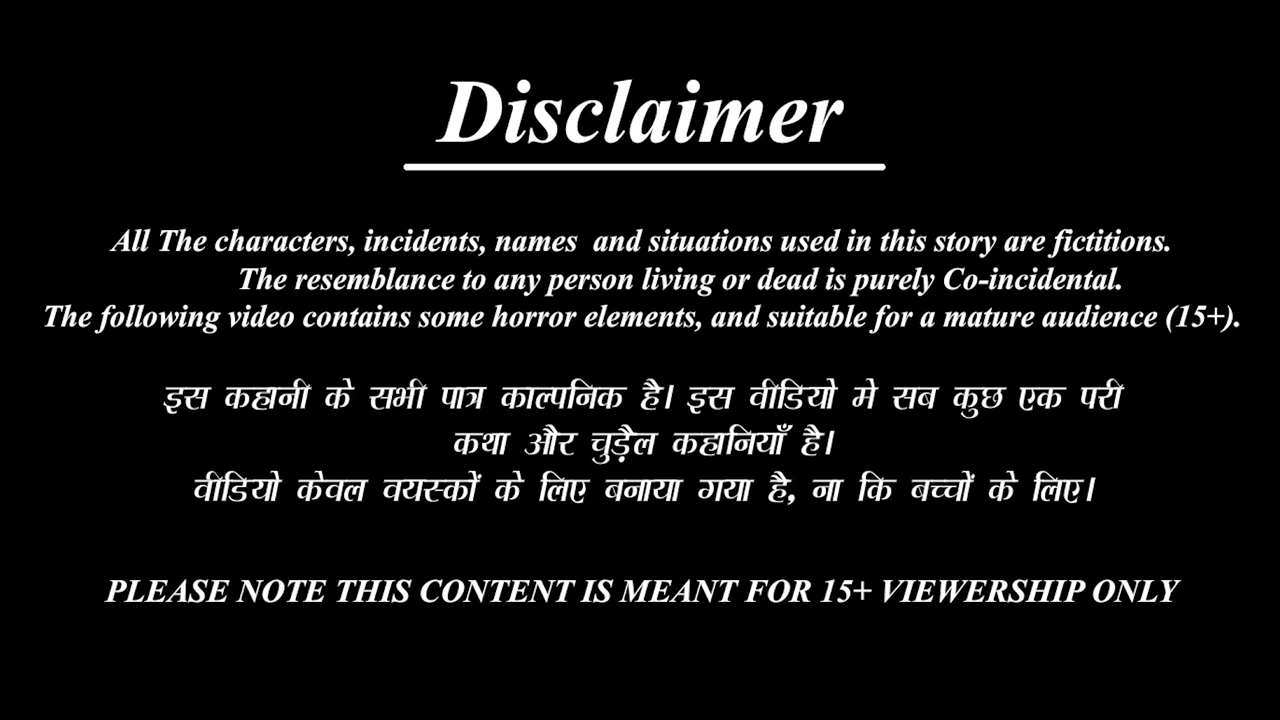 Disclaimer
All The characters, incidents, names and situations used in this story are fictitions.
The resemblance to any person living or dead is purely Co-incidental.
The following video contains some horror elements, and suitable for a mature audience (15+).
इस कहानी के सभी पात्र काल्पनिक है। इस वीडियो मे सब कुछ एक परी
कथा और चुड़ैल कहानियाँ है।
वीडियो केवल वयस्कों के लिए बनाया गया है, ना कि बच्चों के लिए।
PLEASE NOTE THIS CONTENT IS MEANT FOR 15+ VIEWERSHIP ONLY